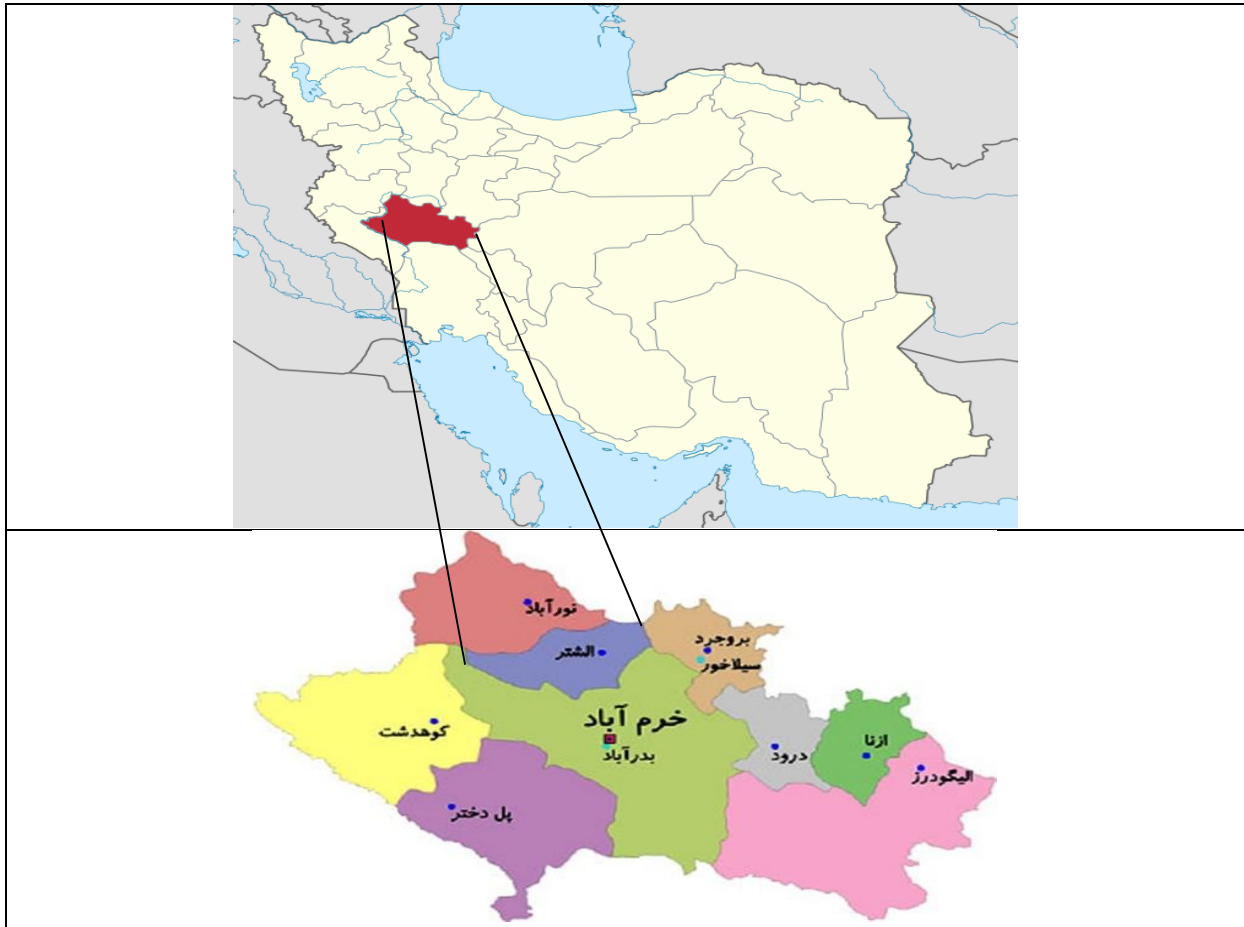 نورآباد
بروجرد
الشتر
سیلاخور
خرم آباد
کوهدشت
بدرآباد
درود
ازنا
الیگودرز
پل دختر